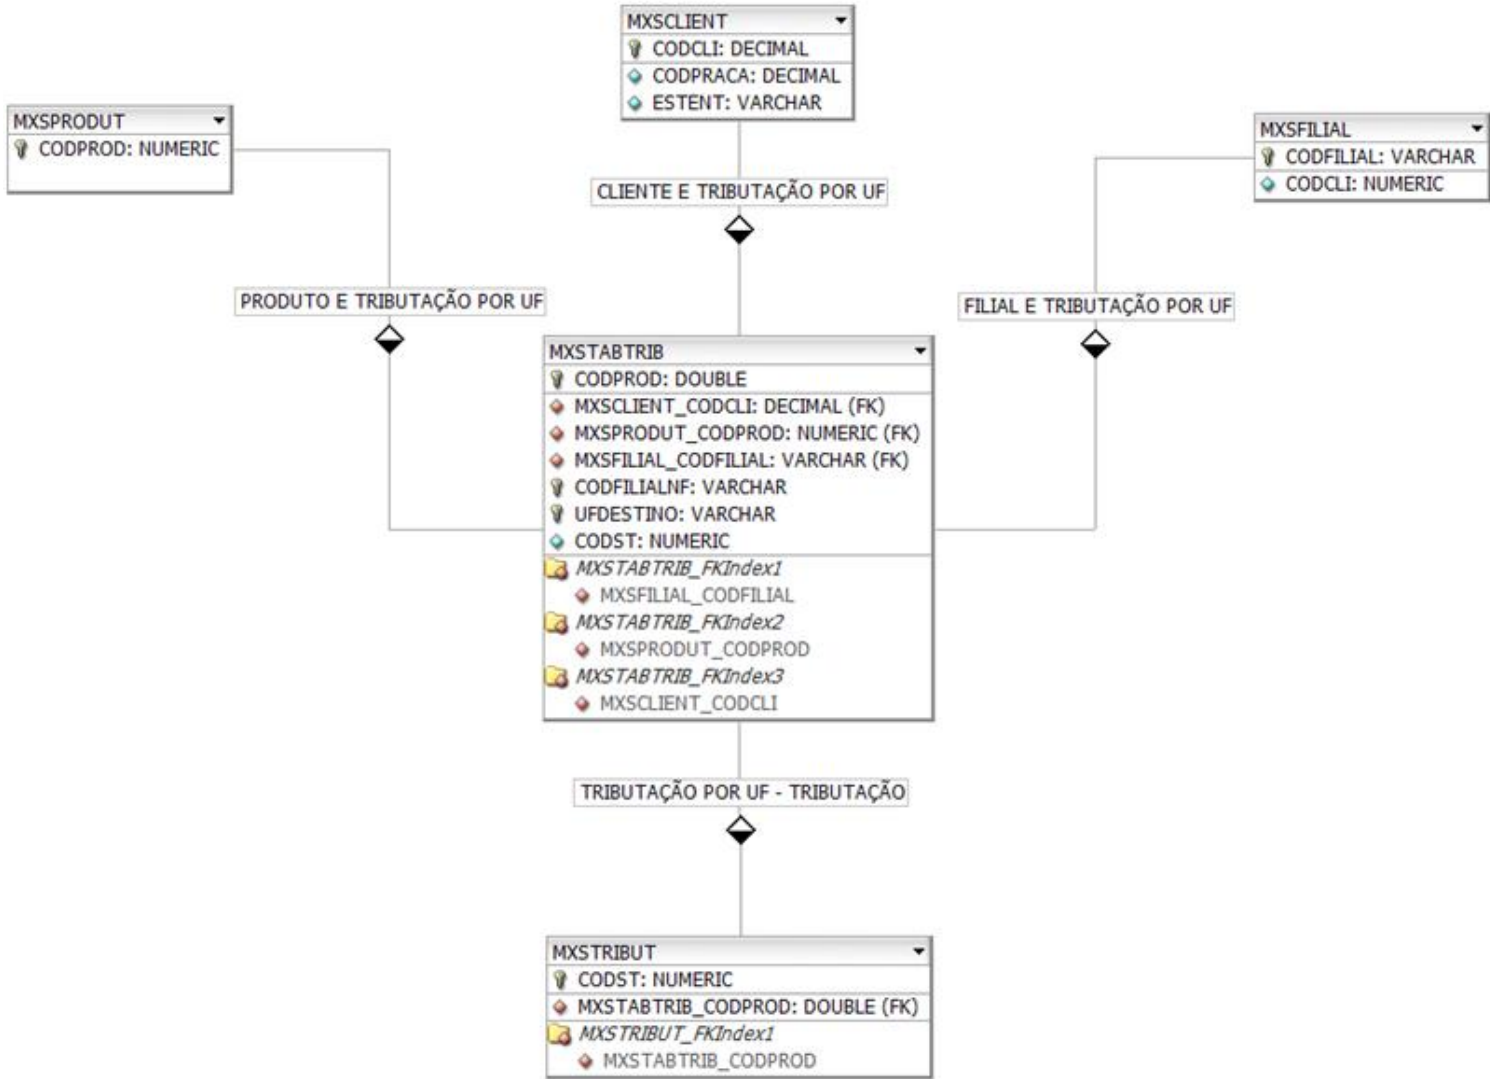 MXSCLIENT
CODCLI: DECIMAL
CODPRACA: DECIMAL
ESTENT: VARCHAR
MXSPRODUT
CODPROD: NUMERIC
MXSFILIAL
CODFILIAL: VARCHAR
CODCLI: NUMERIC
CLIENTE E TRIBUTAÇÃO POR UF
PRODUTO E TRIBUTAÇÃO POR UF
FILIAL E TRIBUTAÇÃO POR UF
MXSTABTRIB
CODPROD: DOUBLE
MXSCLIENT_CODCLI: DECIMAL (FK)
MXSPRODUT_CODPROD: NUMERIC (FK)
MXSFILIAL_CODFILIAL: VARCHAR (FK)
CODFILIALNF: VARCHAR
UFDESTINO: VARCHAR
CODST: NUMERIC
MXSTABTRIB_FKIndex1
MXSFILIAL_CODFILIAL
MXSTABTRIB_FKIndex2
MXSPRODUT_CODPROD
MXSTABTRIB_FKIndex3
MXSCLIENT_CODCLI
TRIBUTAÇÃO POR UF - TRIBUTAÇÃO
MXSTRIBUT
CODST: NUMERIC
MXSTABTRIB_CODPROD: DOUBLE (FK)
MXSTRIBUT_FKIndex1
MXSTABTRIB_CODPROD